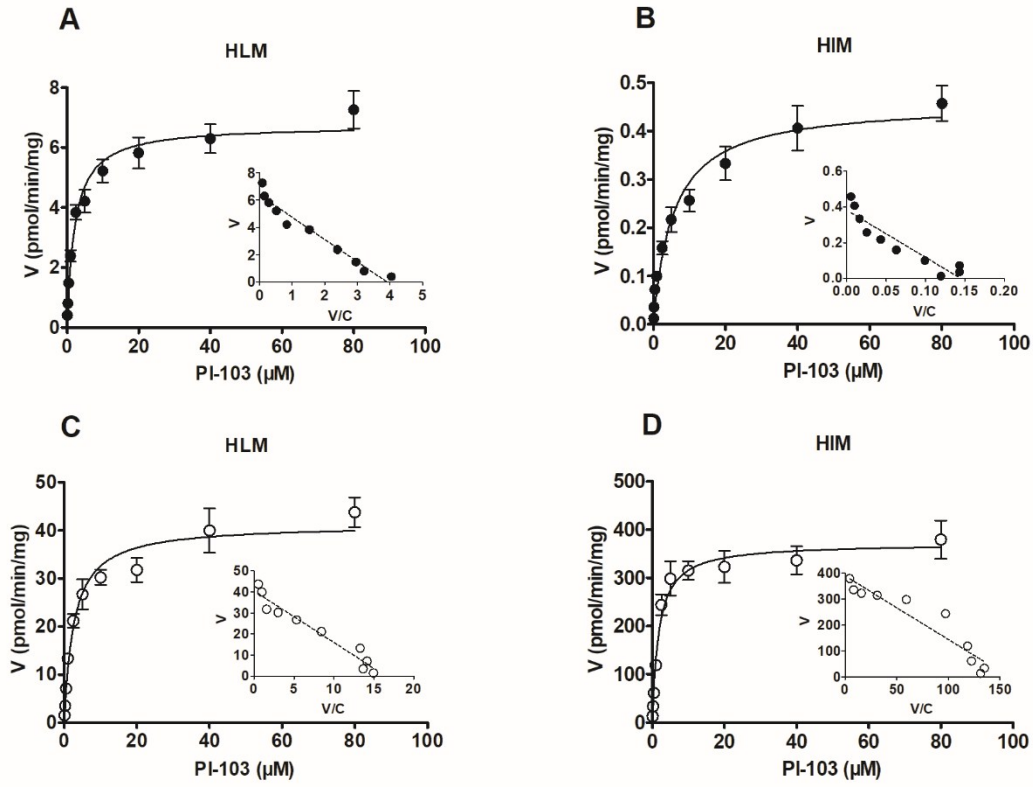 A
HLM
V (pmol/min/mg)
8
6
4
2
0
0 20 40 60 80 100
PI-103 (µM)
V
8
6
4
2
0
0 1 2 3 4 5
V/C
B
HIM
V (pmol/min/mg)
0.5
0.4
0.3
0.2
0.1
0.0
0 20 40 60 80 100
PI-103 (µM)
V
0.6
0.4
0.2
0.0
0.00 0.05 0.10 0.15 0.20
V/C
C
HLM
V (pmol/min/mg)
50
40
30
20
10
0
0 20 40 60 80 100
PI-103 (µM)
V
50
40
30
20
10
0
0 5 10 15 20
V/C
D
HIM
V (pmol/min/mg)
500
400
300
200
100
0
0 20 40 60 80 100
PI-103 (µM)
V
400
300
200
100
0
0 50 100 150
V/C